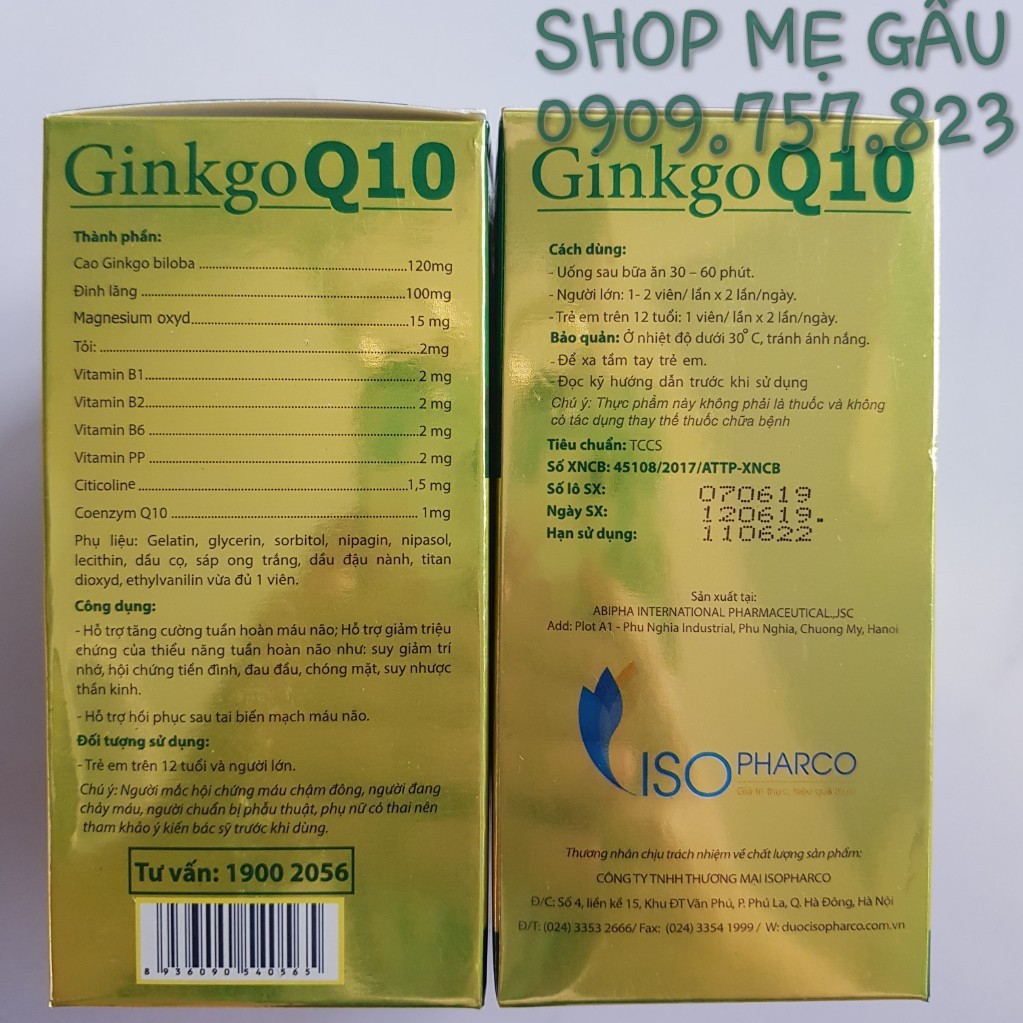 SHOP MẸ GẤU
0909.757.823
Ginkgo Q10
Thành phần:
Cao Ginkgo biloba ........................................120mg
Đinh lăng ........................................100mg
Magnesium oxyd........................................15 mg
Tỏi: ........................................2mg
Vitamin B1........................................2 mg
Vitamin B2........................................2 mg
Vitamin B6 ........................................2 mg
Vitamin PP ........................................2 mg
Citicoline........................................1,5 mg
Coenzym Q10 ........................................1mg
Phụ liệu: Gelatin, glycerin, sorbitol, nipagin, nipasol,
lecithin, dầu cọ, sáp ong trắng, dầu đậu nành, titan
dioxyd, ethylvanilin vừa đủ 1 viên.
Công dụng:
- Hỗ trợ tăng cường tuần hoàn máu não; Hỗ trợ giảm triệu
chứng của thiểu năng tuần hoàn não như: suy giảm trí
nhớ, hội chứng tiền đình, đau đầu, chóng mặt, suy nhược
thần kinh.
- Hỗ trợ hồi phục sau tai biến mạch máu não.
Đối tượng sử dụng:
- Trẻ em trên 12 tuổi và người lớn.
Chú ý: Người mắc hội chứng máu chậm đông, người đang
chảy máu, người chuẩn bị phẫu thuật, phụ nữ có thai nên
tham khảo ý kiến bác sỹ trước khi dùng.
Tư vấn: 1900 2056
8 936090 540565
Ginkgo Q10
Cách dùng:
- Uống sau bữa ăn 30 – 60 phút.
- Người lớn: 1- 2 viên/ lần x 2 lần/ngày.
- Trẻ em trên 12 tuổi: 1 viên/ lần x 2 lần/ngày.
Bảo quản: Ở nhiệt độ dưới 30°C, tránh ánh nắng.
- Để xa tầm tay trẻ em.
- Đọc kỹ hướng dẫn trước khi sử dụng
Chú ý: Thực phẩm này không phải là thuốc và không
có tác dụng thay thế thuốc chữa bệnh
Tiêu chuẩn: TCCS
Số XNCB: 45108/2017/ATTP-XNCB
Số lô SX: 070619
Ngày SX: 120619.
Hạn sử dụng: 110622
Sản xuất tại:
ABIPHA INTERNATIONAL PHARMACEUTICAL.,JSC
Add: Plot A1 - Phu Nghia Industrial, Phu Nghia, Chuong My, Hanoi
ISO PHARCO
Giá trị thực, hiệu quả thực
Thương nhân chịu trách nhiệm về chất lượng sản phẩm:
CÔNG TY TNHH THƯƠNG MẠI ISOPHARCO
Đ/C: Số 4, liền kề 15, Khu ĐT Văn Phú, P. Phú La, Q. Hà Đông, Hà Nội
Đ/T: (024) 3353 2666/ Fax: (024) 3354 1999 / W: duocisopharco.com.vn